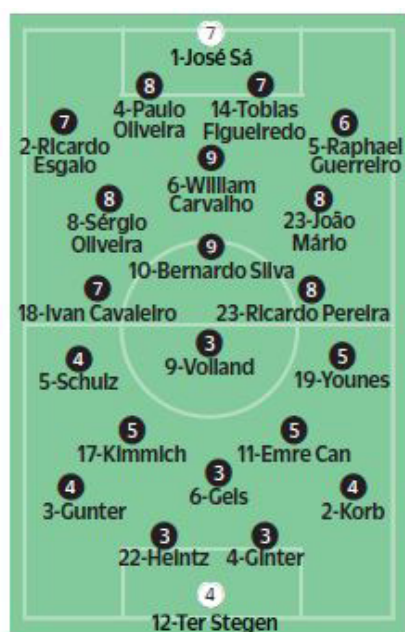 7
1-José Sá
8 7
4-Paulo 14-Tobias
Oliveira Figueiredo
7 6
2-Ricardo 5-Raphael
Esgaio Guerreiro
9
6-William
Carvalho
8 8
8-Sérgio 23-João
Oliveira Mário
9
10-Bernardo Silva
7 8
18-Ivan Cavaleiro 23-Ricardo Pereira
3
9-Volland
4 5
5-Schulz 19-Younes
5 5
17-Kimmich 11-Emre Can
3
6-Geis
4 4
3-Gunter 2-Korb
3 3
22-Heintz 4-Ginter
4
12-Ter Stegen